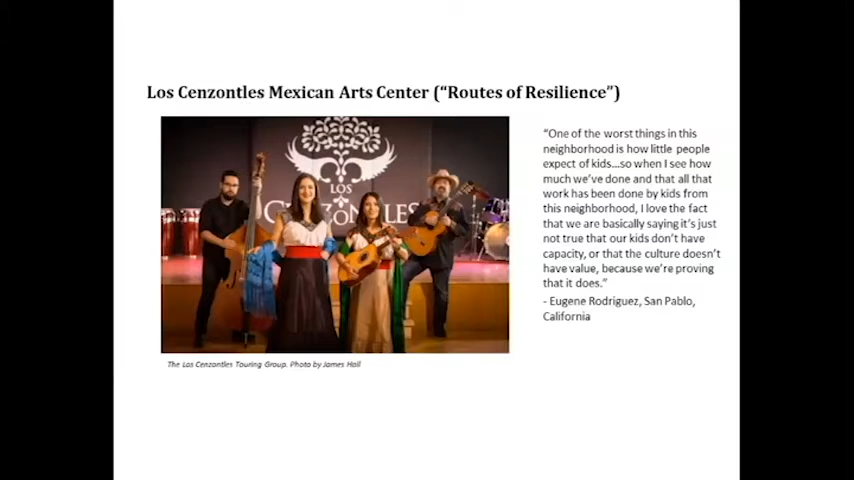 Los Cenzontles Mexican Arts Center (“Routes of Resilience”)
LOS
CENZONTLES
“One of the worst things in this
neighborhood is how little people
expect of kids...so when I see how
much we’ve done and that all that
work has been done by kids from
this neighborhood, I love the fact
that we are basically saying it’s just
not true that our kids don’t have
capacity, or that the culture doesn’t
have value, because we’re proving
that it does.”
- Eugene Rodriguez, San Pablo,
California
The Los Cenzontles Touring Group. Photo by James Hall